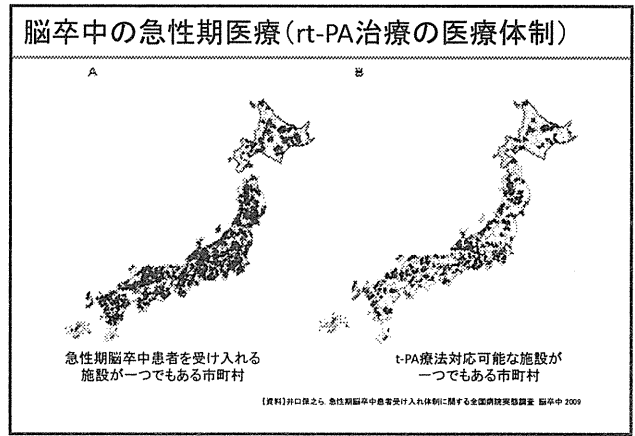 脳卒中の急性期医療(rt-PA治療の医療体制)
A
B
急性期脳卒中患者を受け入れる
施設が一つでもある市町村
t-PA療法対応可能な施設が
一つでもある市町村
【資料】井口保之ら. 急性期脳卒中患者受け入れ体制に関する全国病院実態調査 脳卒中 2009